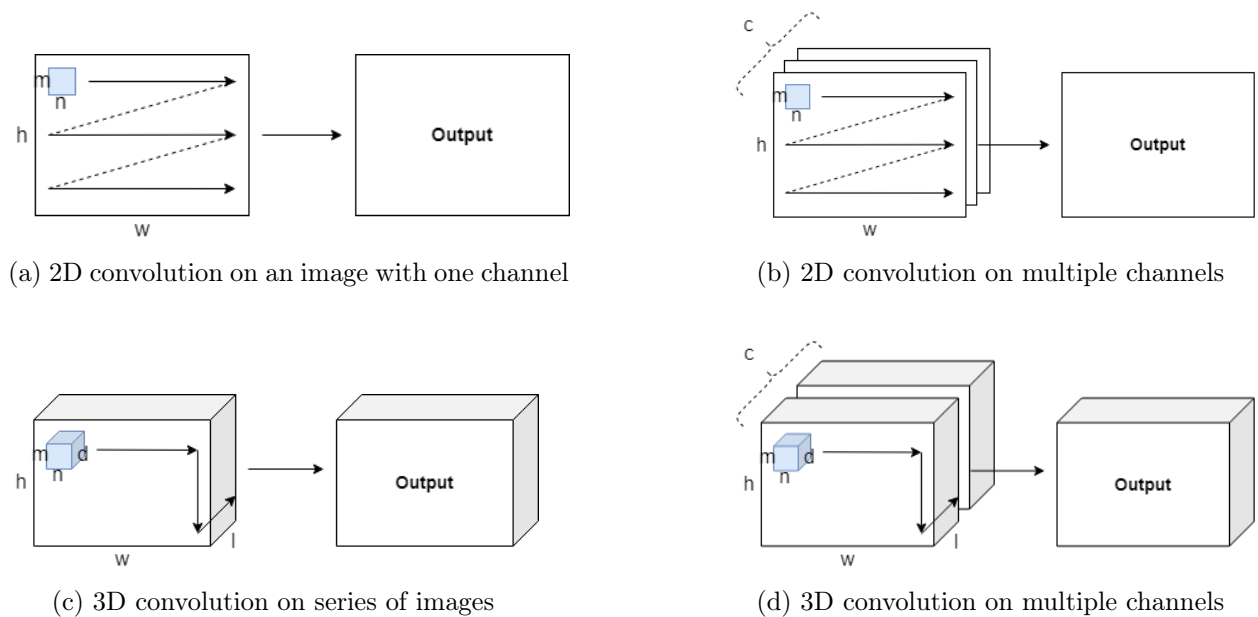 m
n
h
Output
w
(a) 2D convolution on an image with one channel
c
m
n
h
Output
w
(b) 2D convolution on multiple channels
m d
n
h
Output
l
w
(c) 3D convolution on series of images
c
m d
n
h
Output
l
w
(d) 3D convolution on multiple channels